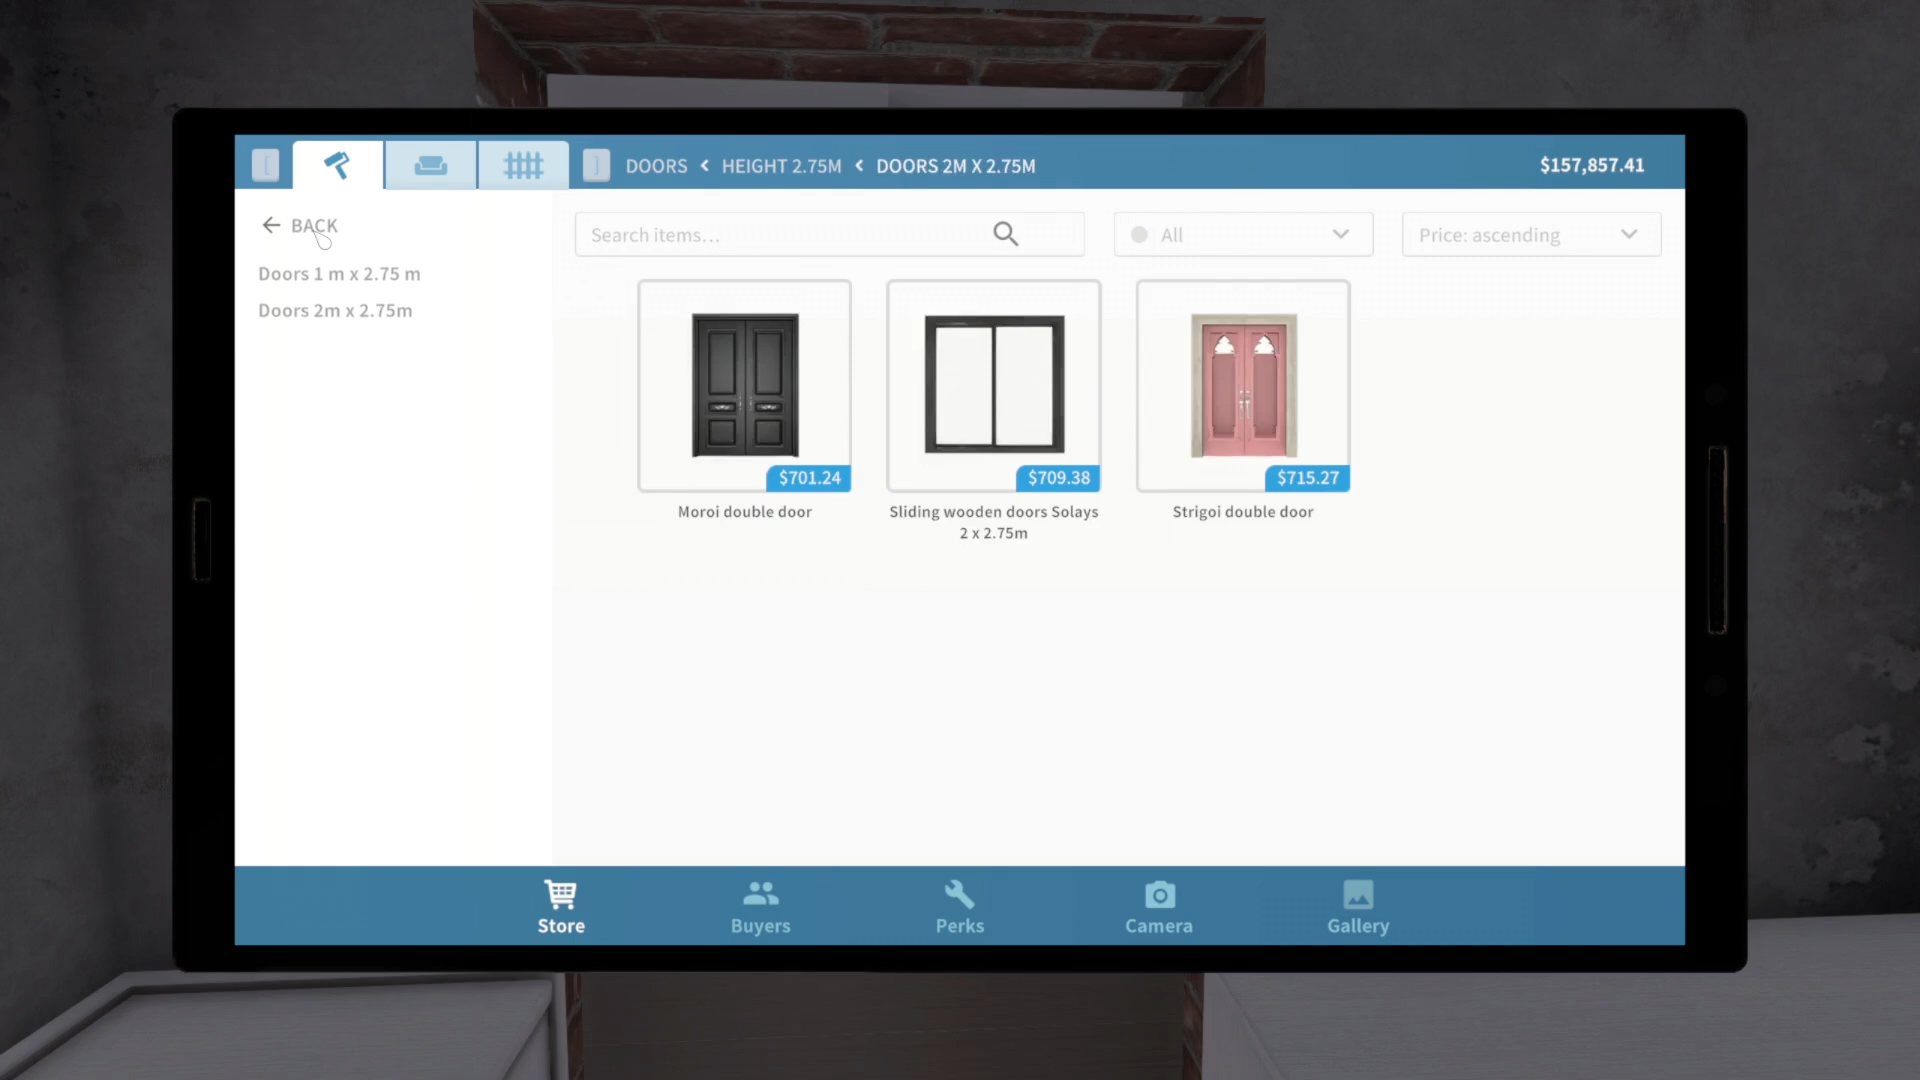 [
]
DOORS < HEIGHT 2.75M < DOORS 2M X 2.75M
$157,857.41
BACK
Doors 1 m x 2.75 m
Doors 2m x 2.75m
Search items...
All
Price: ascending
$701.24
Moroi double door
$709.38
Sliding wooden doors Solays
2 x 2.75m
$715.27
Strigoi double door
Store
Buyers
Perks
Camera
Gallery